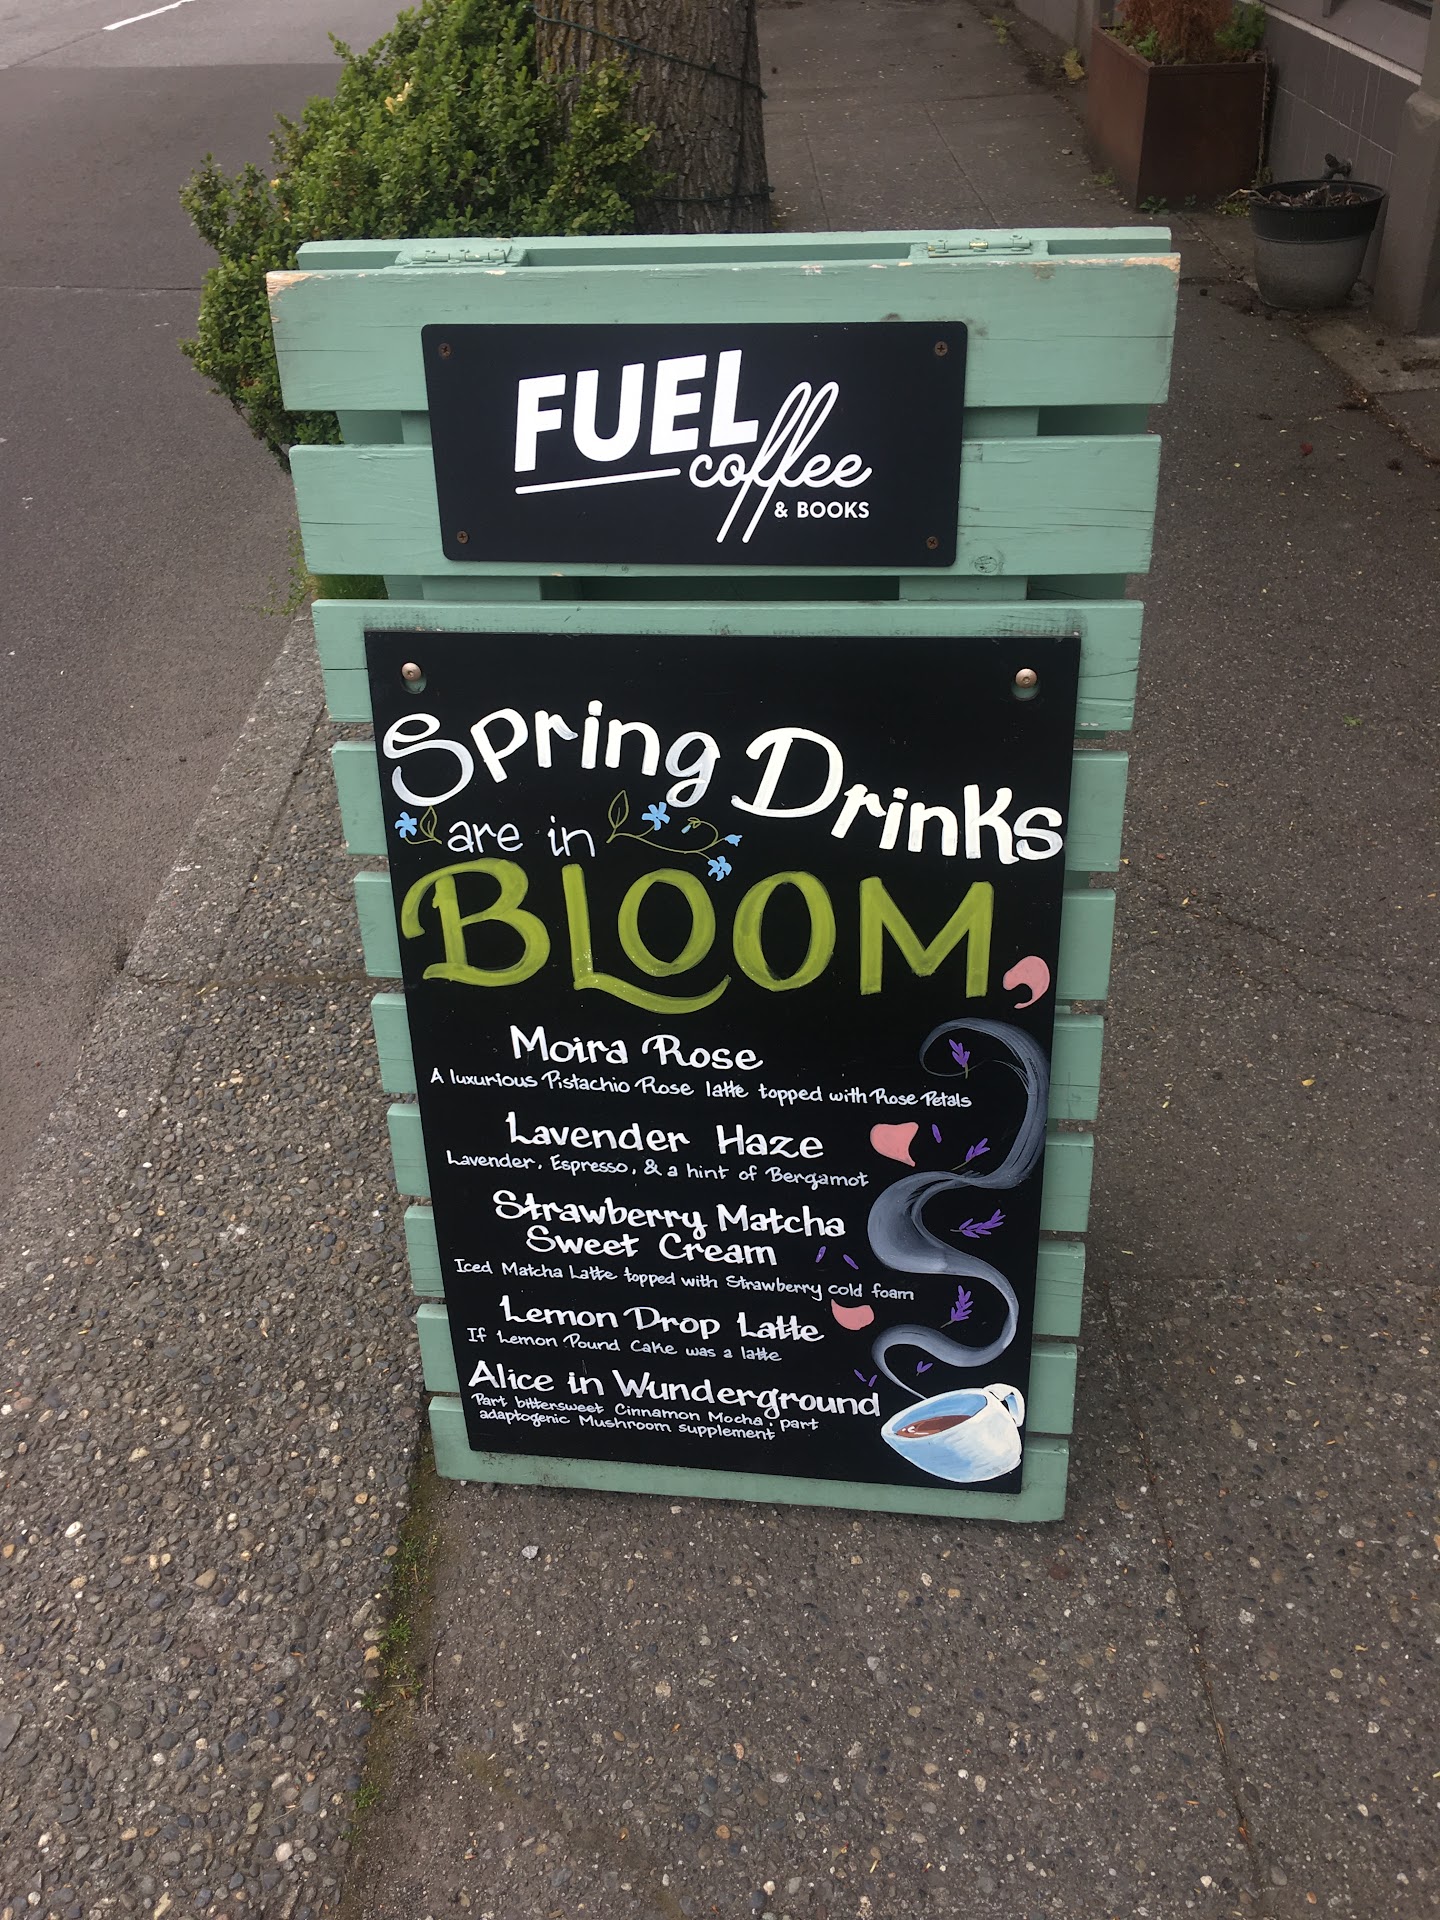 FUEL
coffee
& BOOKS
Spring Drinks
are in
BLOOM
Moira Rose
A luxurious Pistachio Rose latte topped with Rose Petals
Lavender Haze
Lavender, Espresso, & a hint of Bergamot
Strawberry Matcha
Sweet Cream
Iced Matcha Latte topped with Strawberry cold foam
Lemon Drop Latte
If Lemon Pound Cake was a latte
Alice in Wunderground
Part bittersweet Cinnamon Mocha, part
adaptogenic Mushroom supplement